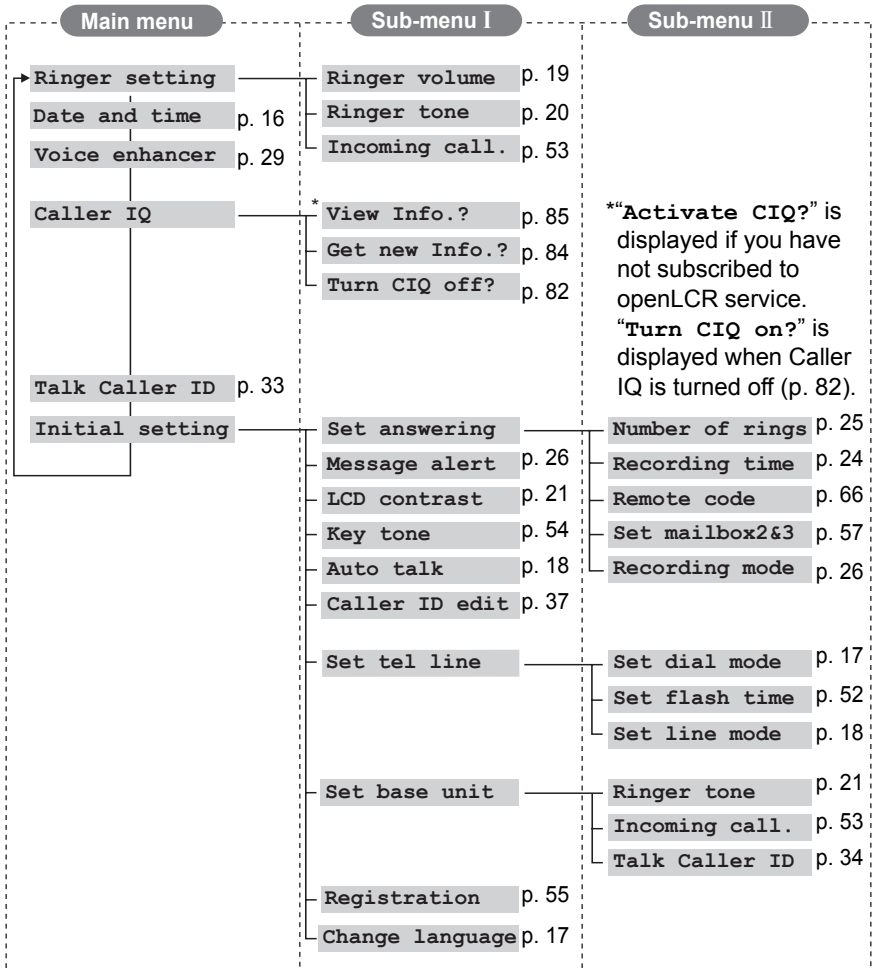 Main menu Sub-menu I Sub-menu II
Ringer setting Ringer volume p. 19
Date and time p. 16 Ringer tone p. 20
Voice enhancer p. 29 Incoming call. p. 53
Caller IQ * View Info.? p. 85
Get new Info.? p. 84
Turn CIQ off? p. 82
*“Activate CIQ?” is
displayed if you have
not subscribed to
openLCR service.
“Turn CIQ on?” is
displayed when Caller
IQ is turned off (p. 82).
Talk Caller ID p. 33
Initial setting Set answering Number of rings p. 25
Message alert p. 26 Recording time p. 24
LCD contrast p. 21 Remote code p. 66
Key tone p. 54 Set mailbox2&3 p. 57
Auto talk p. 18 Recording mode p. 26
Caller ID edit p. 37
Set tel line Set dial mode p. 17
Set flash time p. 52
Set line mode p. 18
Set base unit Ringer tone p. 21
Incoming call. p. 53
Talk Caller ID p. 34
Registration p. 55
Change language p. 17